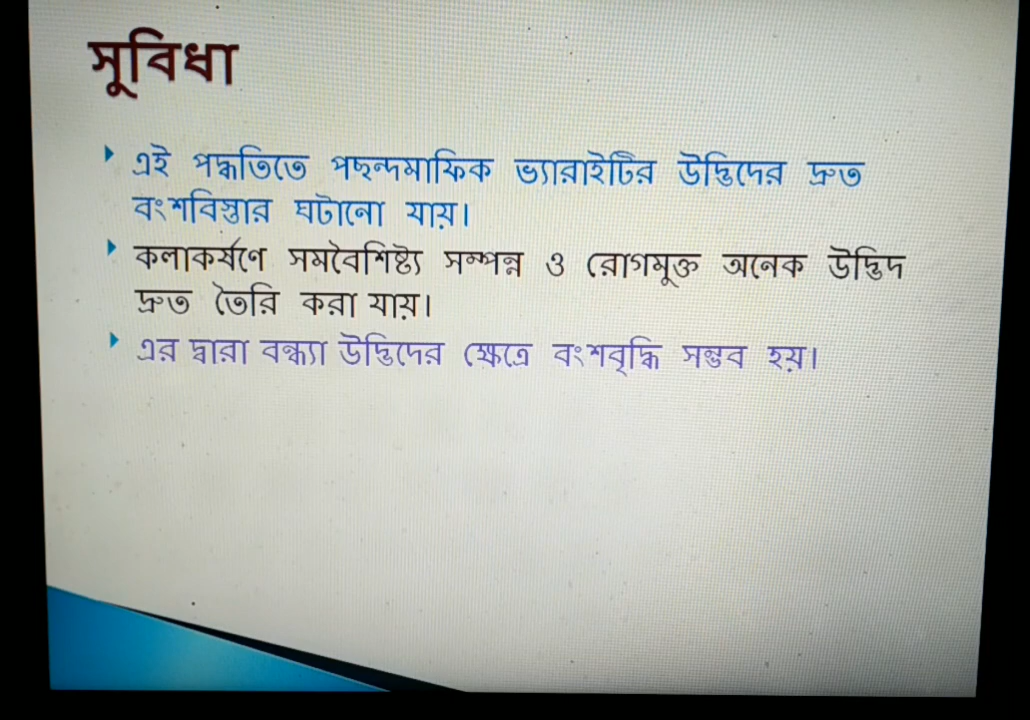 সুবিধা
এই পদ্ধতিতে পছন্দমাফিক ভ্যারাইটির উদ্ভিদের দ্রুত
বংশবিস্তার ঘটানো যায়।
কলাকর্ষণে সমবৈশিষ্ট্য সম্পন্ন ও রোগমুক্ত অনেক উদ্ভিদ
দ্রুত তৈরি করা যায়।
এর দ্বারা বন্ধ্যা উদ্ভিদের ক্ষেত্রে বংশবৃদ্ধি সম্ভব হয়।